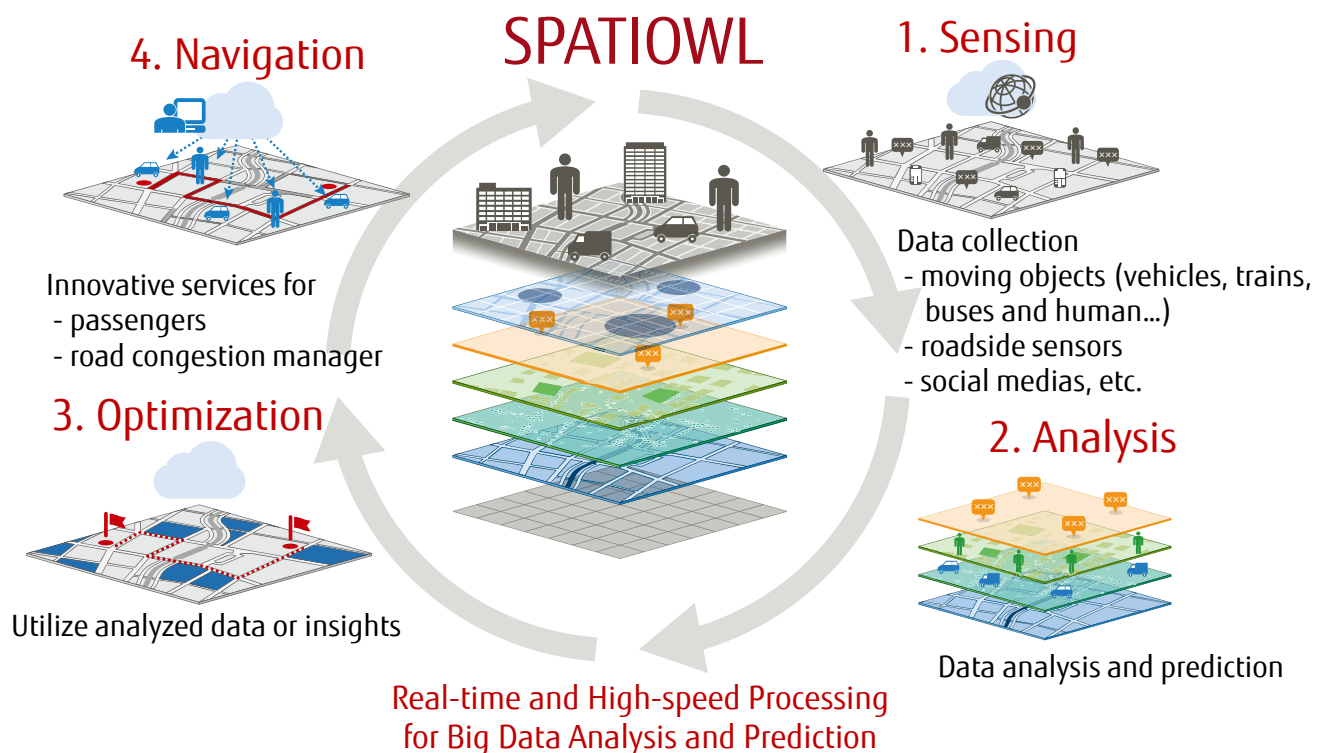 SPATIOWL
1. Sensing
×××
×××
×××
×××
Data collection
- moving objects (vehicles, trains,
buses and human...)
- roadside sensors
- social medias, etc.
2. Analysis
×××
×××
×××
×××
Data analysis and prediction
3. Optimization
Utilize analyzed data or insights
4. Navigation
Innovative services for
- passengers
- road congestion manager
×××
×××
×××
Real-time and High-speed Processing
for Big Data Analysis and Prediction